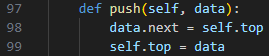 97 def push(self, data):
98 data.next = self.top
99 self.top = data